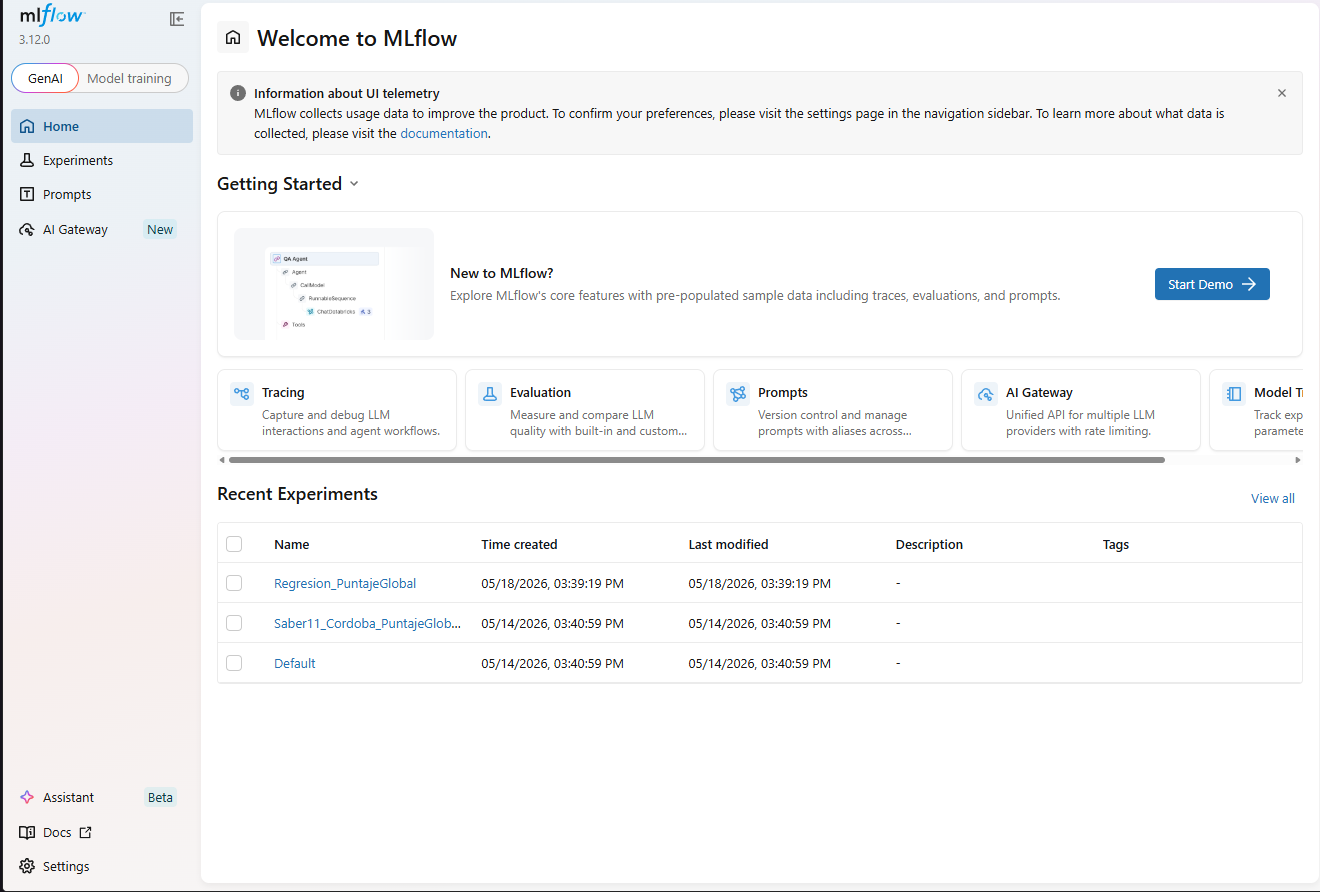 mlflow
3.12.0
GenAI Model training
Home
Experiments
Prompts
AI Gateway New
Assistant Beta
Docs
Settings
Welcome to MLflow
Information about UI telemetry
MLflow collects usage data to improve the product. To confirm your preferences, please visit the settings page in the navigation sidebar. To learn more about what data is
collected, please visit the documentation.
Getting Started
QA Agent
Agent
CallModel
RunnableSequence
ChatDatabricks 3
Tools
New to MLflow?
Explore MLflow's core features with pre-populated sample data including traces, evaluations, and prompts.
Start Demo
Tracing
Capture and debug LLM
interactions and agent workflows.
Evaluation
Measure and compare LLM
quality with built-in and custom...
Prompts
Version control and manage
prompts with aliases across...
AI Gateway
Unified API for multiple LLM
providers with rate limiting.
Model T
Track exp
paramete
Recent Experiments
View all
Name Time created Last modified Description Tags
Regresion_PuntajeGlobal 05/18/2026, 03:39:19 PM 05/18/2026, 03:39:19 PM -
Saber11_Cordoba_PuntajeGlob... 05/14/2026, 03:40:59 PM 05/14/2026, 03:40:59 PM -
Default 05/14/2026, 03:40:59 PM 05/14/2026, 03:40:59 PM -